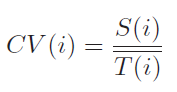 CV(i) = S(i) / T(i)